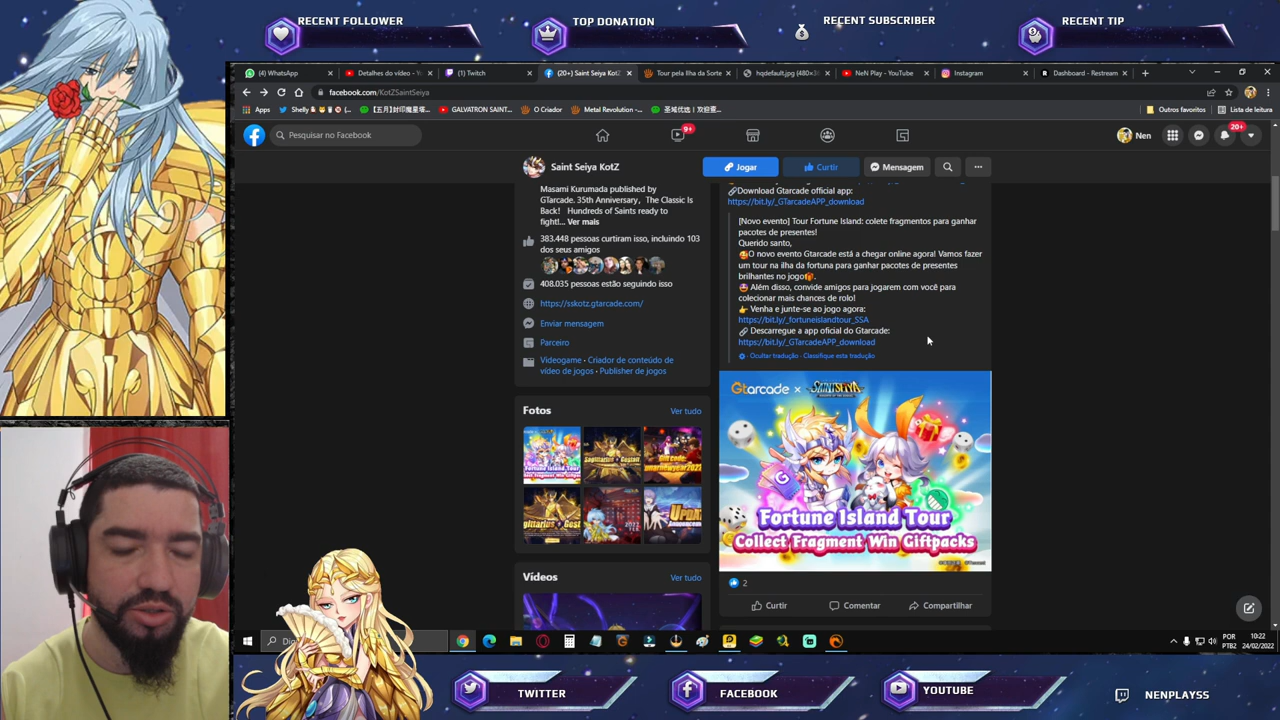 RECENT FOLLOWER
TOP DONATION
RECENT SUBSCRIBER
RECENT TIP
(4) WhatsApp
Detalhes do vídeo - Y
(1) Twitch
(20+) Saint Seiya KotZ
Tour pela Ilha da Sorte
hqdefault.jpg (480×36
NeN Play - YouTube
Instagram
Dashboard - Restream
facebook.com/KotZSaintSeiya
Apps
Shelly
GALVATRON SAINT...
O Criador
Metal Revolution -...
Outros favoritos
Lista de leitura
Pesquisar no Facebook
9+
Nen
20+
Saint Seiya KotZ
Jogar
Curtir
Mensagem
Masami Kurumada published by
GTarcade. 35th Anniversary, The Classic Is
Back! Hundreds of Saints ready to
fight!... Ver mais
383.448 pessoas curtiram isso, incluindo 103
dos seus amigos
408.035 pessoas estão seguindo isso
https://sskotz.gtarcade.com/
Enviar mensagem
Parceiro
Videogame · Criador de conteúdo de
vídeo de jogos · Publisher de jogos
Fotos
Ver tudo
Vídeos
Ver tudo
Download Gtarcade official app:
https://bit.ly/_GTarcadeAPP_download
[Novo evento] Tour Fortune Island: colete fragmentos para ganhar
pacotes de presentes!
Querido santo,
O novo evento Gtarcade está a chegar online agora! Vamos fazer
um tour na ilha da fortuna para ganhar pacotes de presentes
brilhantes no jogo.
Além disso, convide amigos para jogarem com você para
colecionar mais chances de rolo!
Venha e junte-se ao jogo agora:
https://bit.ly/_fortuneislandtour_SSA
Descarregue a app oficial do Gtarcade:
https://bit.ly/_GTarcadeAPP_download
Ocultar tradução · Classifique esta tradução
Gtarcade × SAINT SEIYA
Fortune Island Tour
Collect Fragment Win Giftpacks
2
Curtir
Comentar
Compartilhar
POR
PTB2
10:22
24/02/2022
TWITTER
FACEBOOK
YOUTUBE
NENPLAYSS